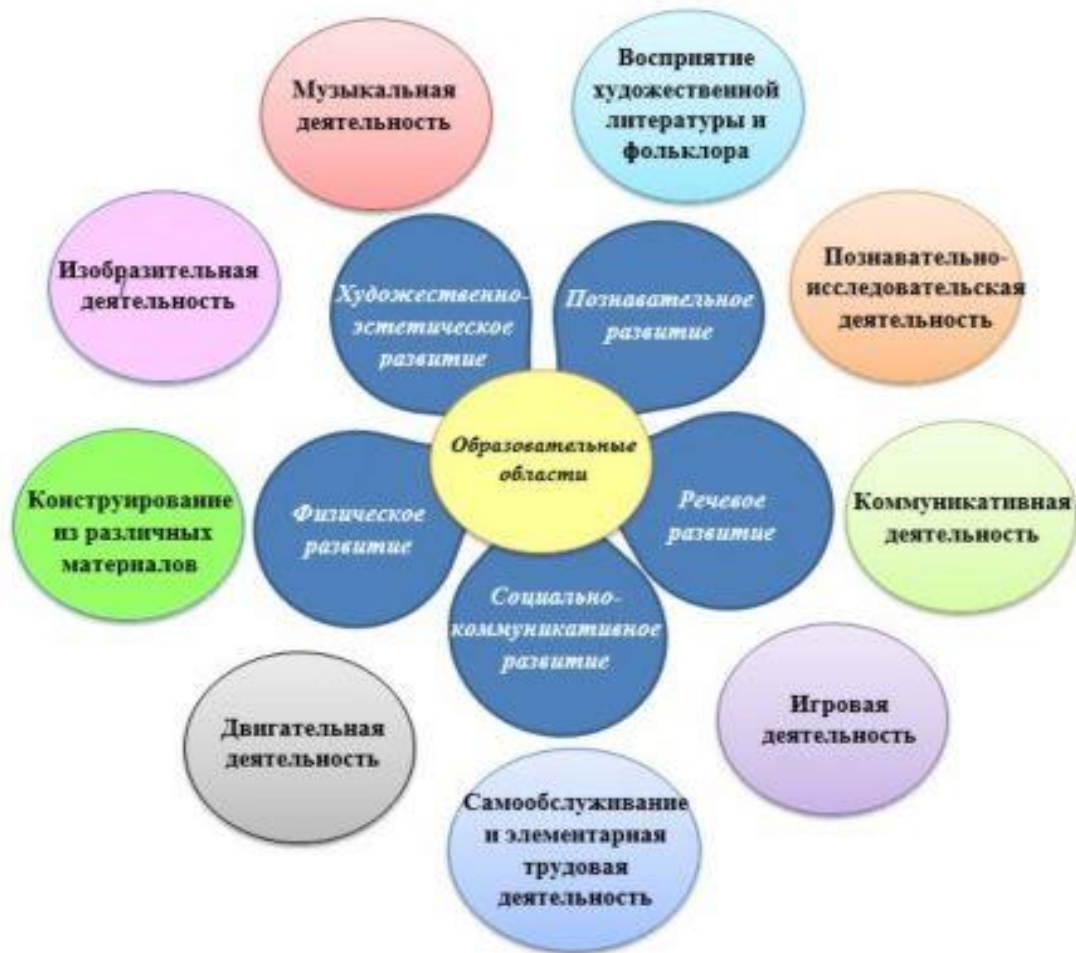 Музыкальная
деятельность
Восприятие
художественной
литературы и
фольклора
Изобразительная
деятельность
Художественно-
эстетическое
развитие
Познавательное
развитие
Познавательно-
исследовательская
деятельность
Образовательные
области
Конструирование
из различных
материалов
Физическое
развитие
Речевое
развитие
Коммуникативная
деятельность
Социально-
коммуникативное
развитие
Двигательная
деятельность
Игровая
деятельность
Самообслуживание
и элементарная
трудовая
деятельность